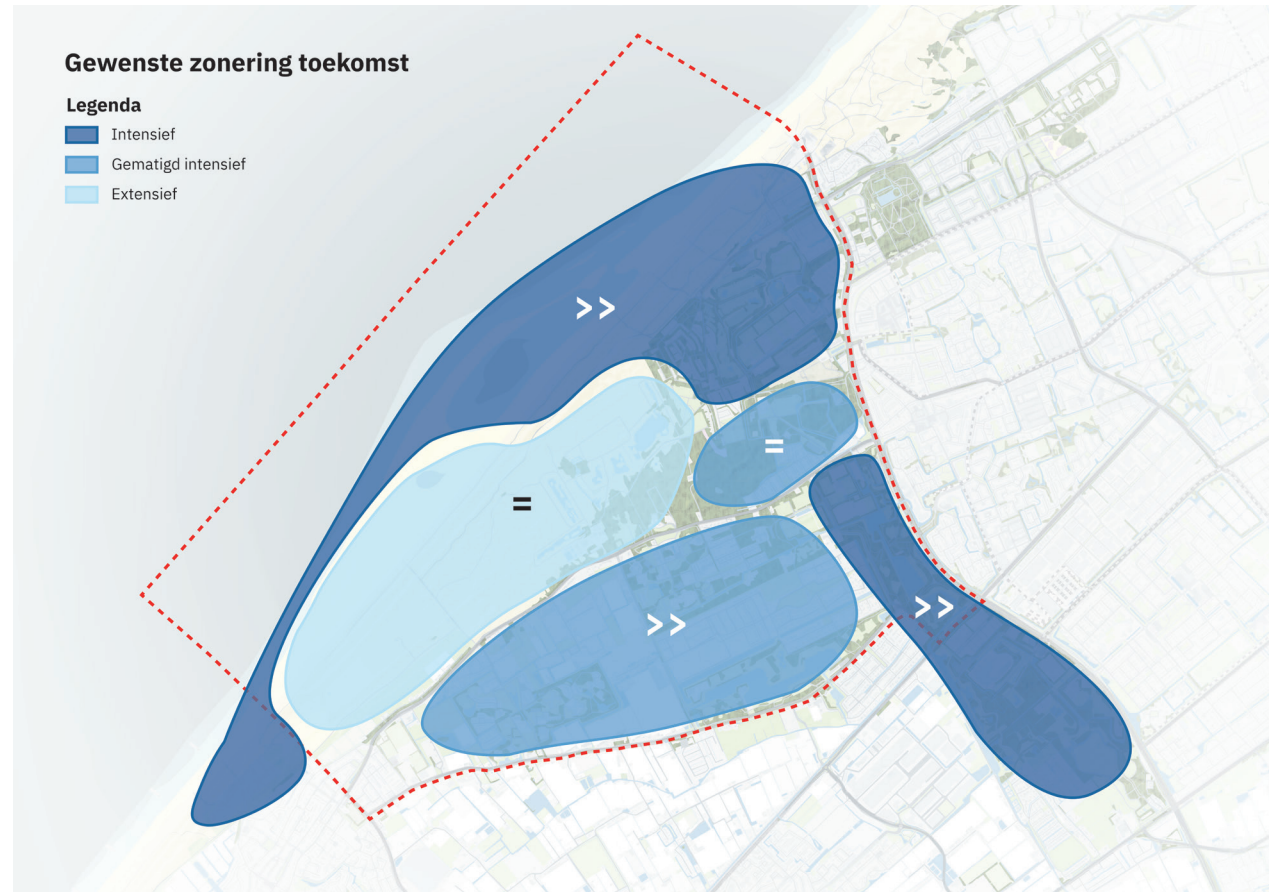 Gewenste zonering toekomst
Legenda
Intensief
Gematigd intensief
Extensief
>>
=
=
>>
>>